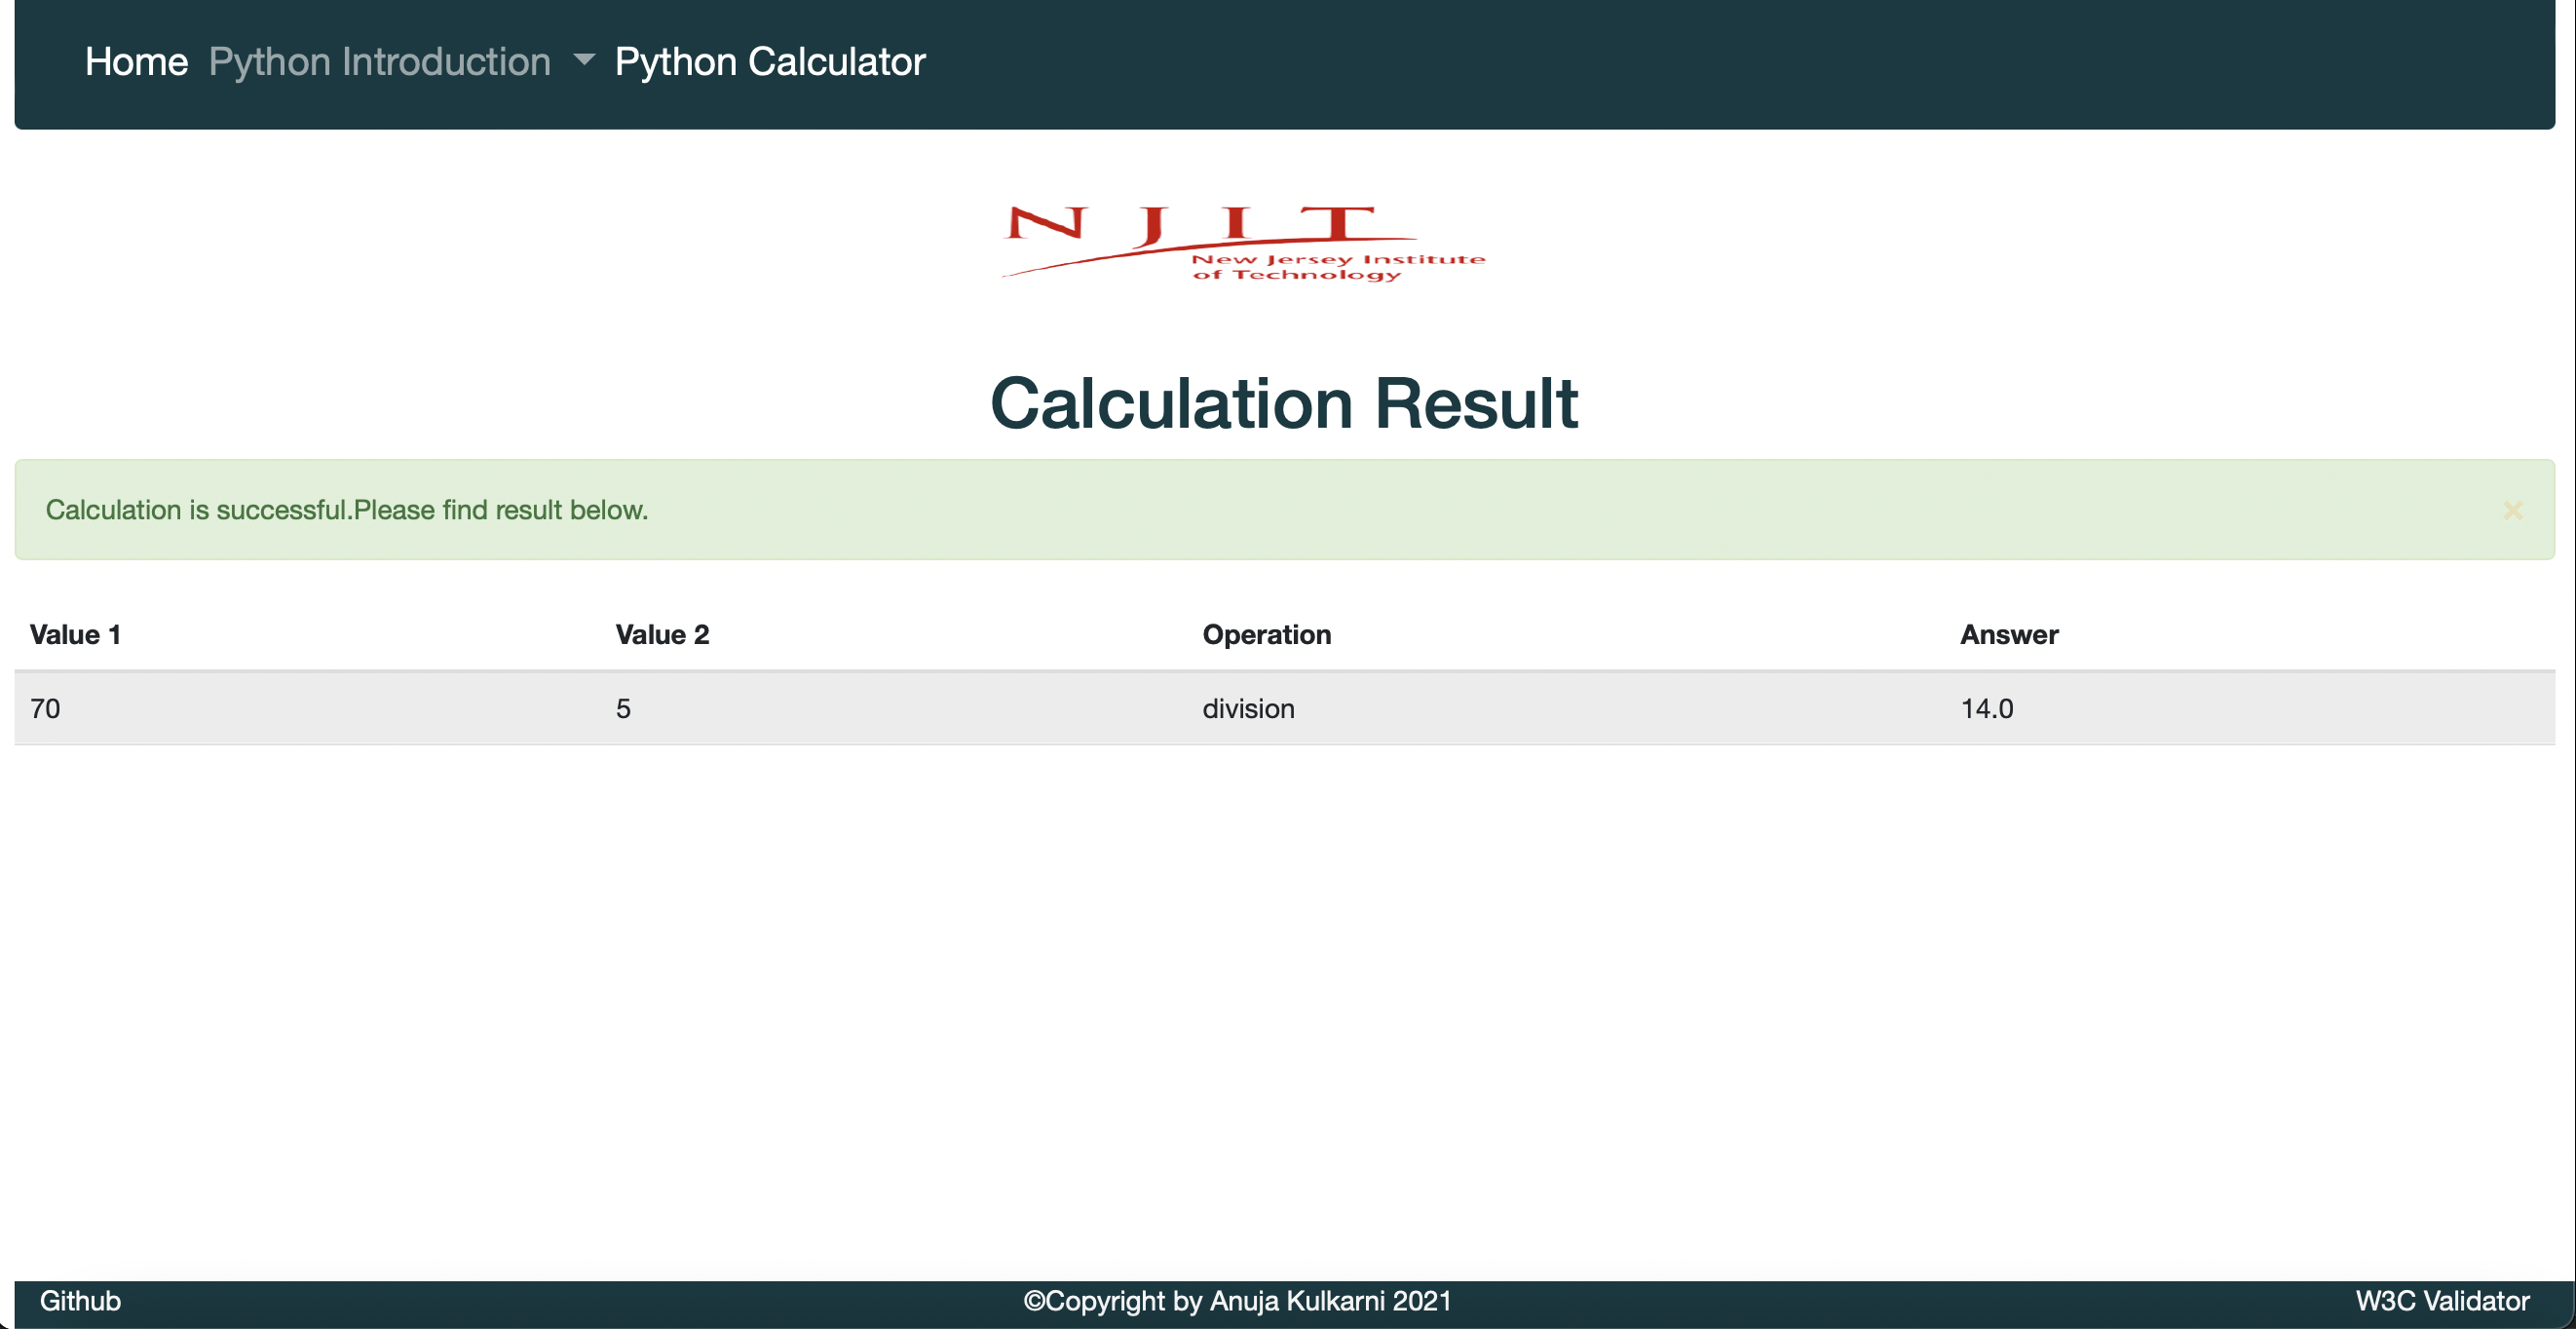 Home Python Introduction Python Calculator
N J I T
New Jersey Institute
of Technology
Calculation Result
Calculation is successful.Please find result below.
×
Value 1 Value 2 Operation Answer
70 5 division 14.0
Github ©Copyright by Anuja Kulkarni 2021 W3C Validator